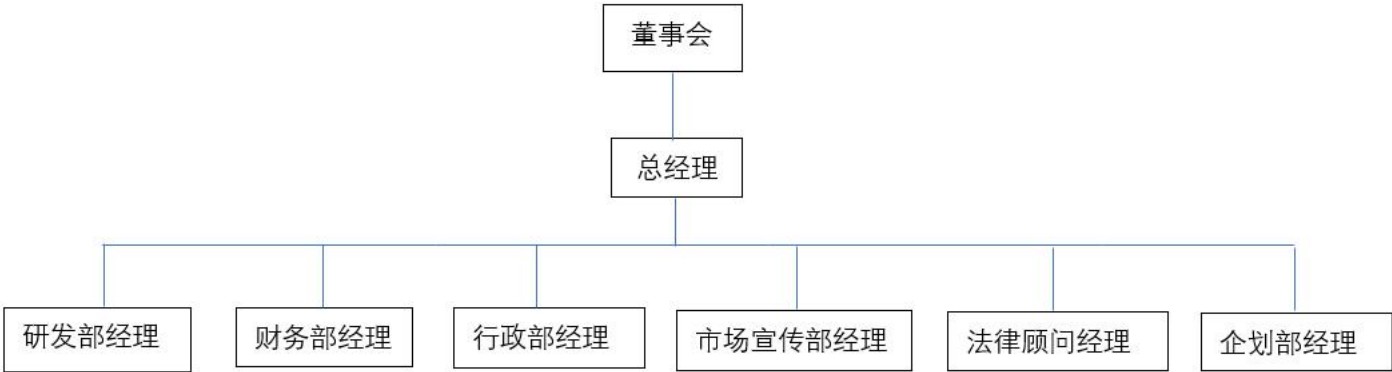 董事会
总经理
研发部经理
财务部经理
行政部经理
市场宣传部经理
法律顾问经理
企划部经理